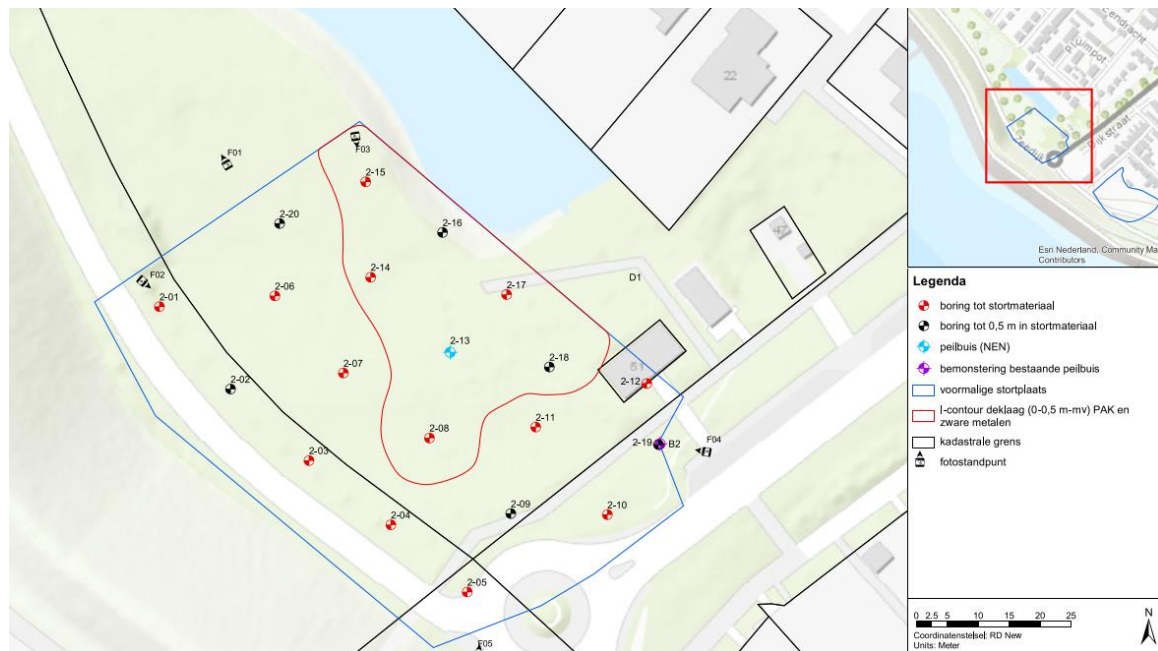 22
F01
F03
2-15
2-20
2-16
F02
2-14
2-06
2-17
D1
2-01
2-13
2-18
51
2-07
2-12
2-02
2-11
2-08
2-19
B2
F04
2-03
2-09
2-10
2-04
2-05
F05
Eendracht
Puimpot
Zeedijk
Dijkstraat
Esri Nederland, Community Ma
Contributors
Legenda
boring tot stortmateriaal
boring tot 0,5 m in stortmateriaal
peilbuis (NEN)
bemonstering bestaande peilbuis
voormalige stortplaats
I-contour deklaag (0-0,5 m-mv) PAK en
zware metalen
kadastrale grens
fotostandpunt
0 2.5 5 10 15 20 25
Coordinatenstelsel: RD New
Units: Meter
N